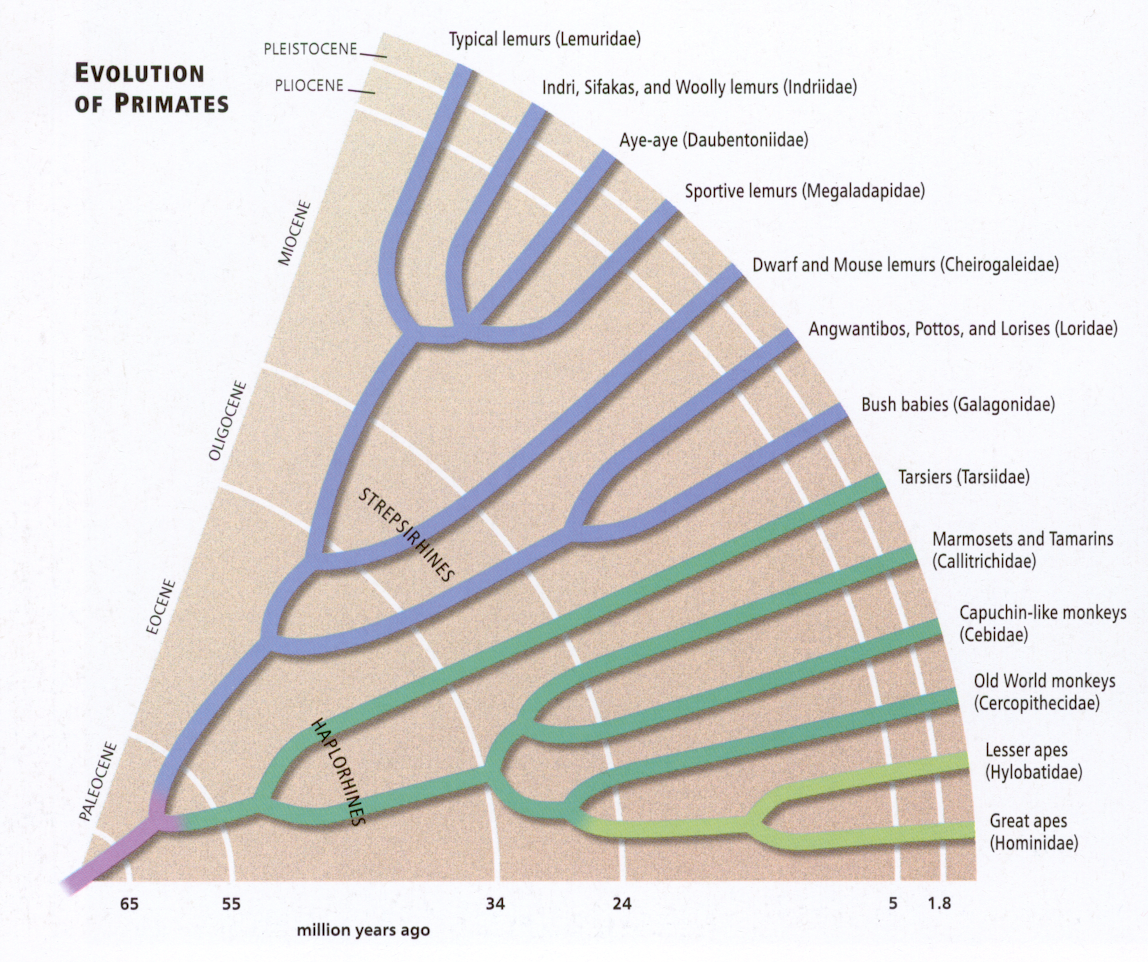 EVOLUTION
OF PRIMATES
PLEISTOCENE
PLIOCENE
MIOCENE
OLIGOCENE
EOCENE
PALEOCENE
Typical lemurs (Lemuridae)
Indri, Sifakas, and Woolly lemurs (Indriidae)
Aye-aye (Daubentoniidae)
Sportive lemurs (Megaladapidae)
Dwarf and Mouse lemurs (Cheirogaleidae)
Angwantibos, Pottos, and Lorises (Loridae)
Bush babies (Galagonidae)
Tarsiers (Tarsiidae)
Marmosets and Tamarins
(Callitrichidae)
Capuchin-like monkeys
(Cebidae)
Old World monkeys
(Cercopithecidae)
Lesser apes
(Hylobatidae)
Great apes
(Hominidae)
STREPSIRHINES
HAPLORHINES
65 55 34 24 5 1.8
million years ago